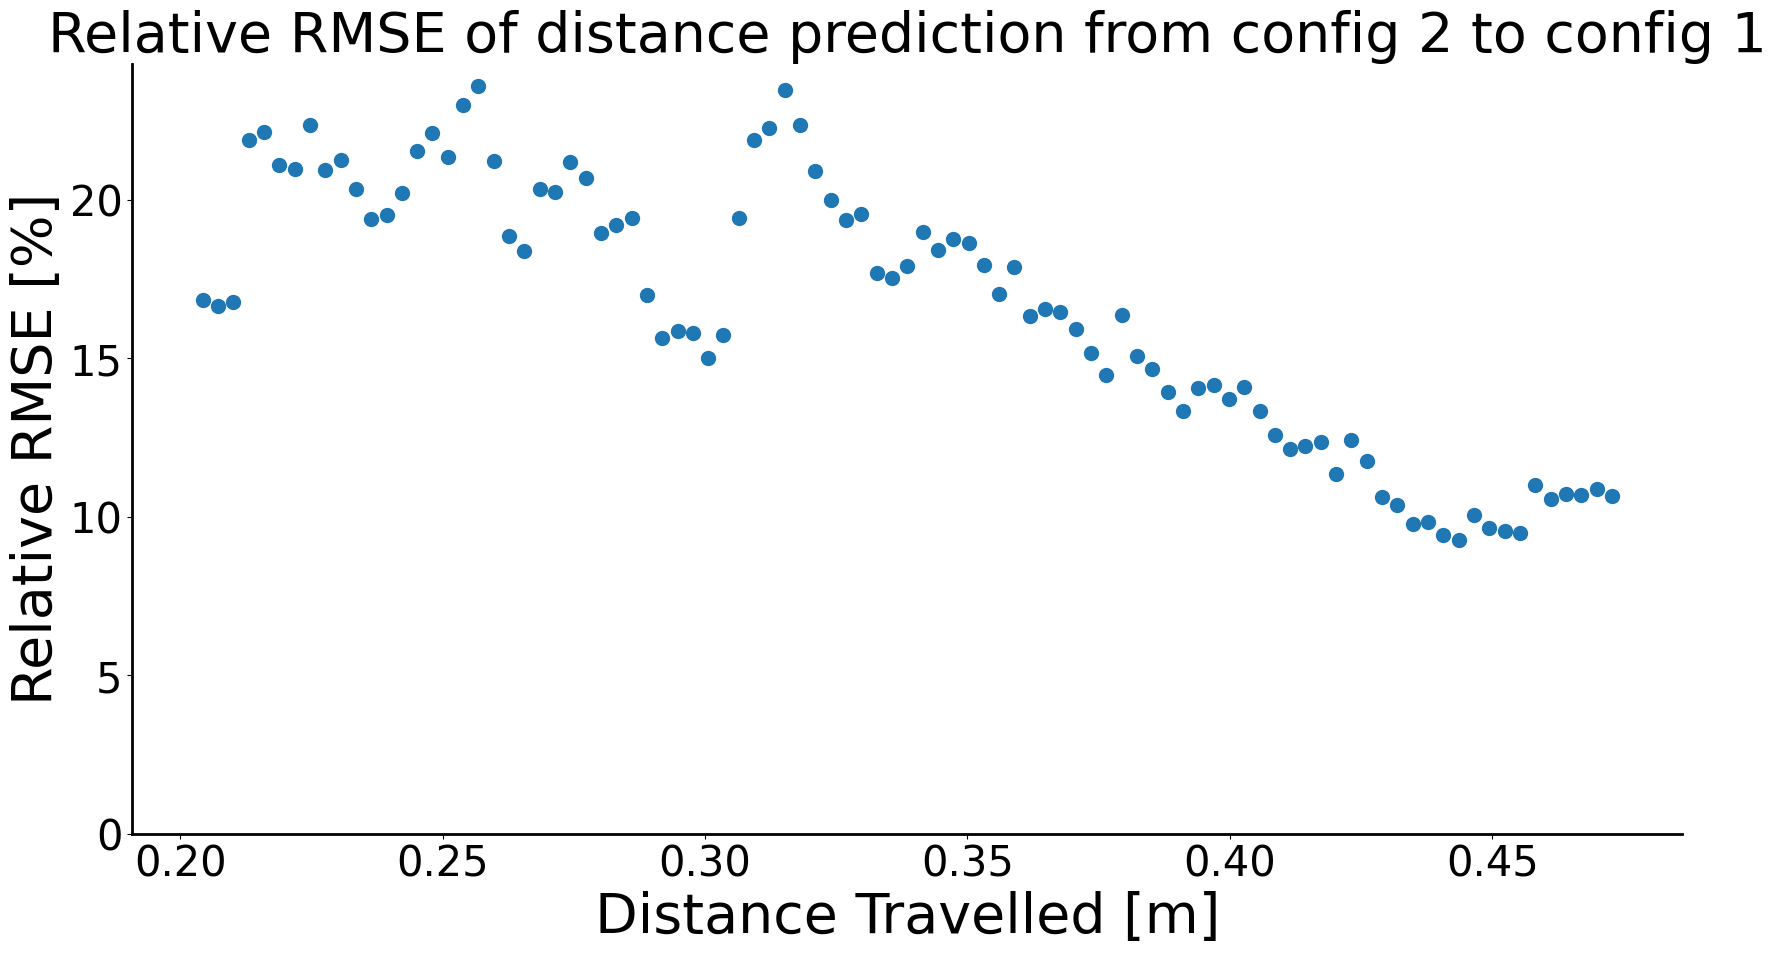 Relative RMSE of distance prediction from config 2 to config 1
Relative RMSE [%]
20
15
10
5
0
0.20 0.25 0.30 0.35 0.40 0.45
Distance Travelled [m]